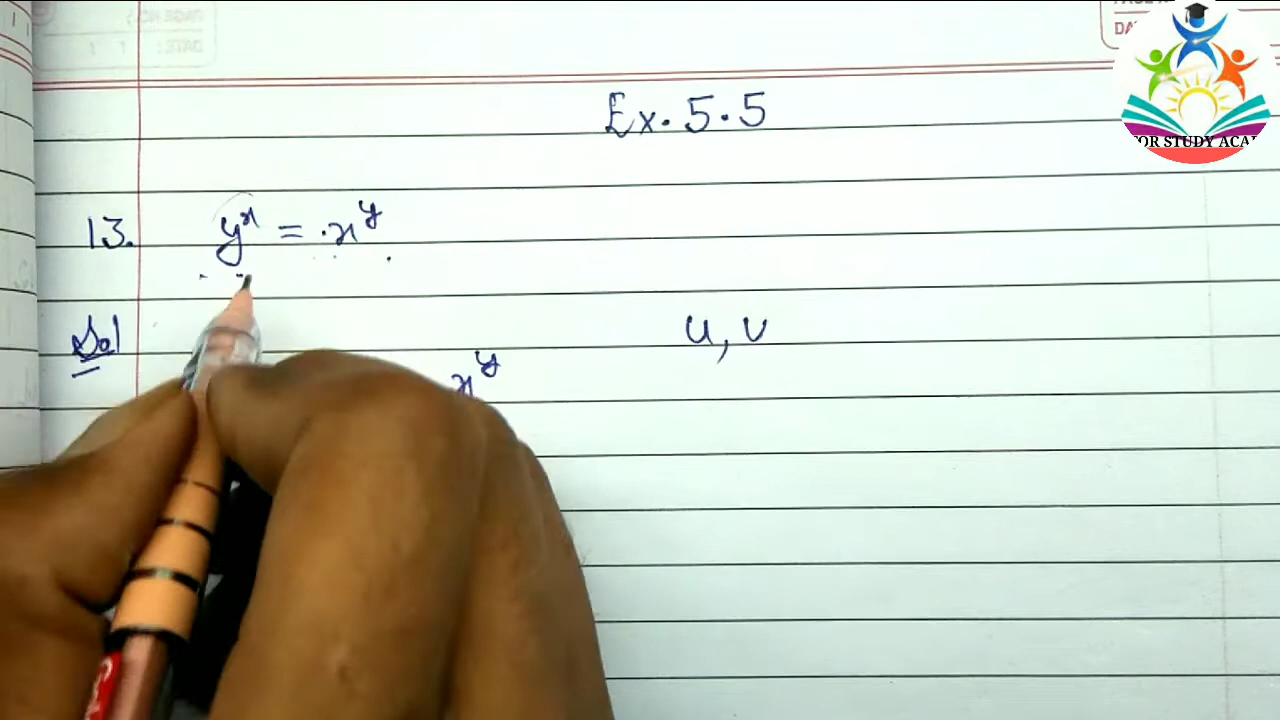 Ex. 5.5
13. y^x = x^y
Sol
u, v
x^y
OR STUDY ACA